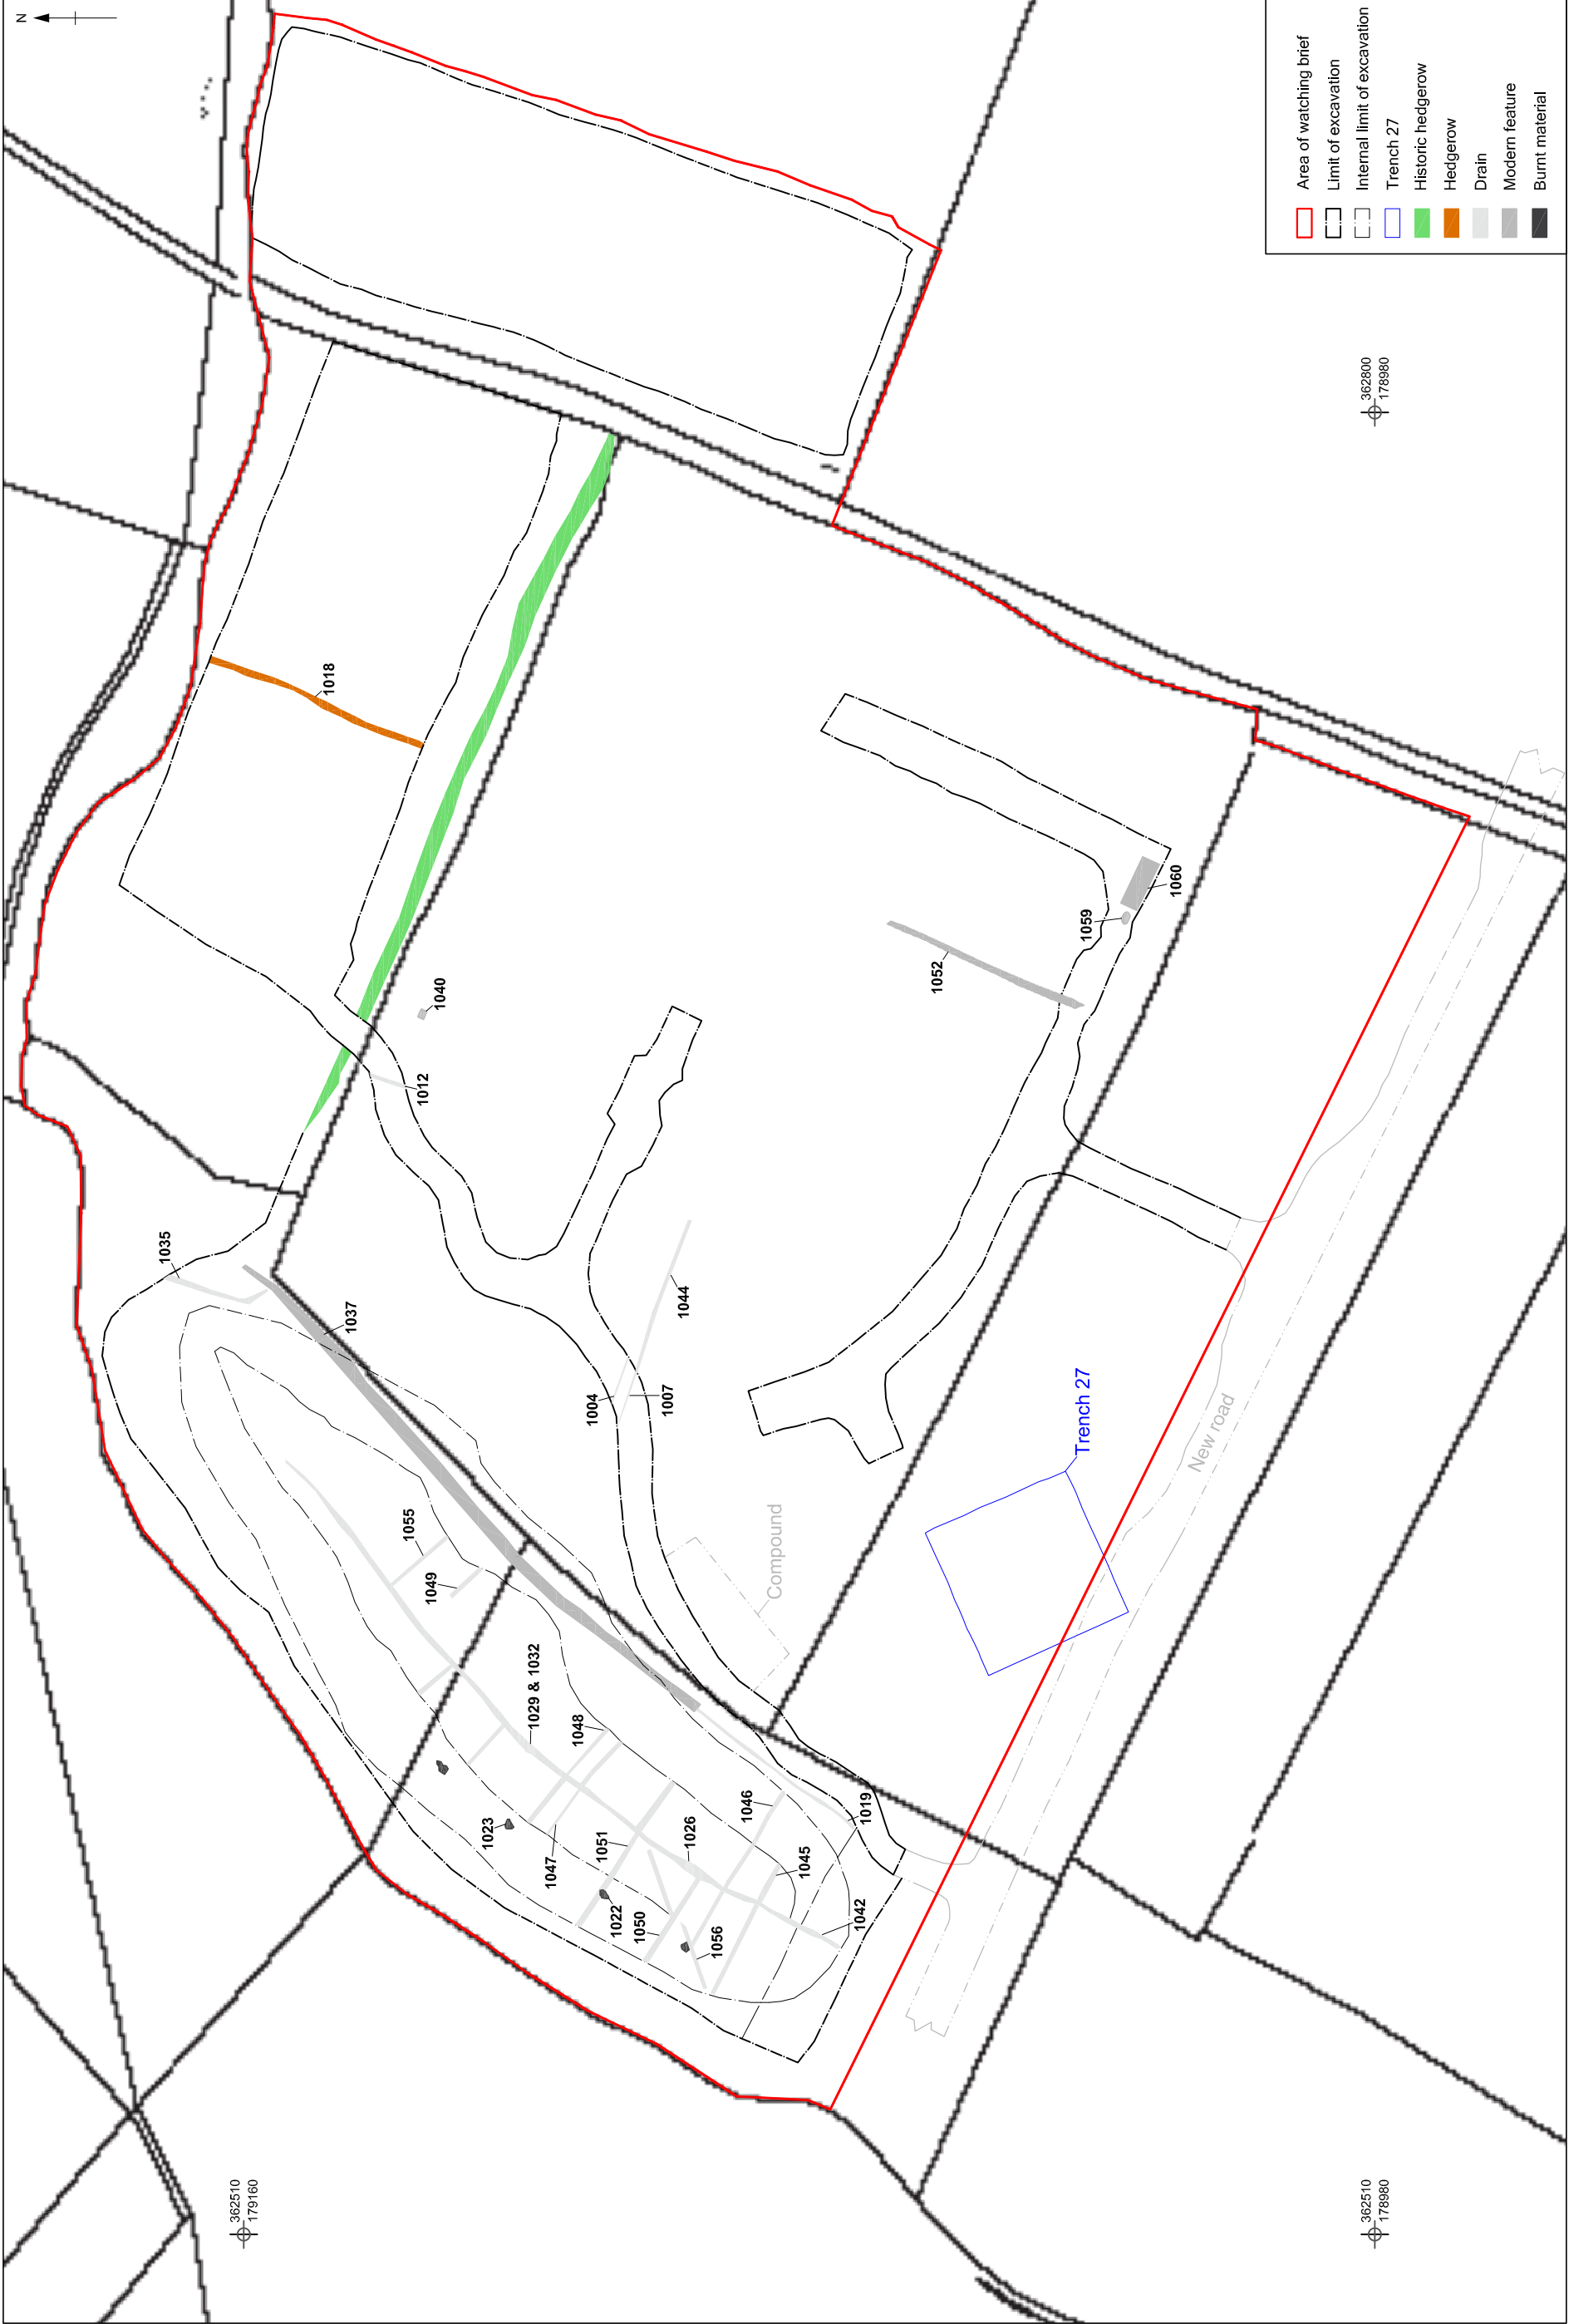 N
Area of watching brief
Limit of excavation
Internal limit of excavation
Trench 27
Historic hedgerow
Hedgerow
Drain
Modern feature
Burnt material
362510
179160
362800
178980
362510
178980
1018
1040
1012
1035
1037
1044
1004
1007
1052
1059
1060
1055
1049
1029 & 1032
1048
1023
1047
1051
1026
1046
1019
1045
1042
1022
1050
1056
Compound
Trench 27
New road